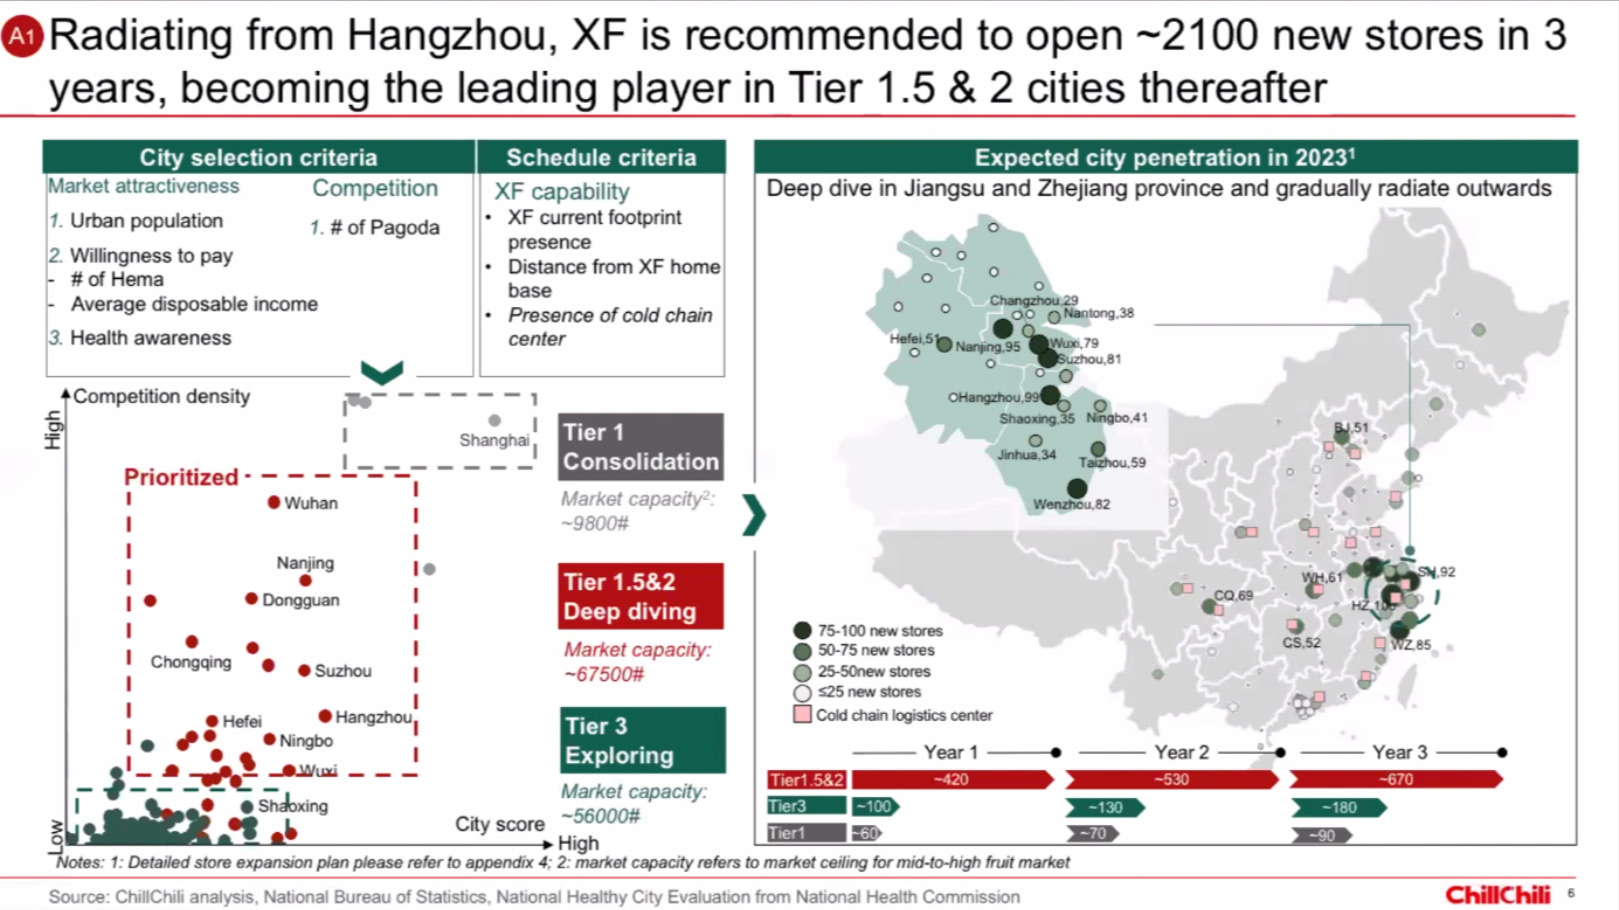 A1
Radiating from Hangzhou, XF is recommended to open ~2100 new stores in 3
years, becoming the leading player in Tier 1.5 & 2 cities thereafter
City selection criteria
Market attractiveness
1. Urban population
2. Willingness to pay
- # of Hema
- Average disposable income
3. Health awareness
Competition
1. # of Pagoda
Schedule criteria
XF capability
• XF current footprint
presence
• Distance from XF home
base
• Presence of cold chain
center
High
Competition density
Shanghai
Prioritized
Wuhan
Nanjing
Dongguan
Chongqing
Suzhou
Hefei
Hangzhou
Ningbo
Wuxi
Shaoxing
City score
Low
High
Tier 1
Consolidation
Market capacity²:
~9800#
Tier 1.5&2
Deep diving
Market capacity:
~67500#
Tier 3
Exploring
Market capacity:
~56000#
Expected city penetration in 2023¹
Deep dive in Jiangsu and Zhejiang province and gradually radiate outwards
Changzhou,29
Nantong,38
Hefei,51
Nanjing,95
Wuxi,79
Suzhou,81
Hangzhou,99
Shaoxing,35
Ningbo,41
Jinhua,34
Taizhou,59
Wenzhou,82
BJ,51
SH,92
WH,61
CQ,69
CS,52
WZ,85
75-100 new stores
50-75 new stores
25-50new stores
≤25 new stores
Cold chain logistics center
Year 1
Year 2
Year 3
Tier1.5&2
~420
~530
~670
Tier3
~100
~130
~180
Tier1
~60
~70
~90
Notes: 1: Detailed store expansion plan please refer to appendix 4; 2: market capacity refers to market ceiling for mid-to-high fruit market
Source: ChillChili analysis, National Bureau of Statistics, National Healthy City Evaluation from National Health Commission
ChillChili
6